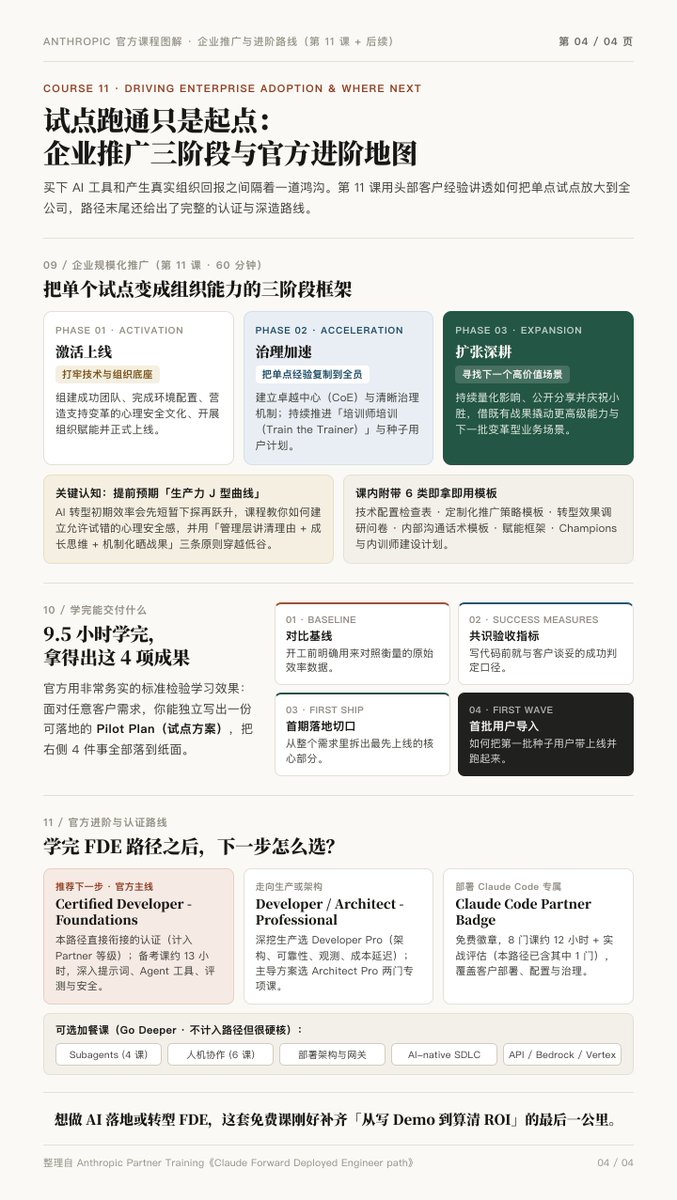 ANTHROPIC 官方课程图解 · 企业推广与进阶路线（第 11 课 + 后续）
第 04 / 04 页
COURSE 11 · DRIVING ENTERPRISE ADOPTION & WHERE NEXT
试点跑通只是起点：
企业推广三阶段与官方进阶地图
买下 AI 工具和产生真实组织回报之间隔着一道鸿沟。第 11 课用头部客户经验讲透如何把单点试点放大到全
公司，路径末尾还给出了完整的认证与深造路线。
09 / 企业规模化推广（第 11 课 · 60 分钟）
把单个试点变成组织能力的三阶段框架
PHASE 01 · ACTIVATION
激活上线
打牢技术与组织底座
组建成功团队、完成环境配置、营
造支持变革的心理安全文化、开展
组织赋能并正式上线。
PHASE 02 · ACCELERATION
治理加速
把单点经验复制到全员
建立卓越中心（CoE）与清晰治理
机制；持续推进「培训师培训
（Train the Trainer）」与种子用
户计划。
PHASE 03 · EXPANSION
扩张深耕
寻找下一个高价值场景
持续量化影响、公开分享并庆祝小
胜，借既有战果撬动更高级能力与
下一批变革型业务场景。
关键认知：提前预期「生产力 J 型曲线」
AI 转型初期效率会先短暂下探再跃升，课程教你如何建
立允许试错的心理安全感，并用「管理层讲清理由 + 成
长思维 + 机制化晒战果」三条原则穿越低谷。
课内附带 6 类即拿即用模板
技术配置检查表 · 定制化推广策略模板 · 转型效果调
研问卷 · 内部沟通话术模板 · 赋能框架 · Champions
与内训师建设计划。
10 / 学完能交付什么
9.5 小时学完，
拿得出这 4 项成果
官方用非常务实的标准检验学习效果：
面对任意客户需求，你能独立写出一份
可落地的 Pilot Plan（试点方案），把
右侧 4 件事全部落到纸面。
01 · BASELINE
对比基线
开工前明确用来对照衡量的原始
效率数据。
02 · SUCCESS MEASURES
共识验收指标
写代码前就与客户谈妥的成功判
定口径。
03 · FIRST SHIP
首期落地切口
从整个需求里拆出最先上线的核
心部分。
04 · FIRST WAVE
首批用户导入
如何把第一批种子用户带上线并
跑起来。
11 / 官方进阶与认证路线
学完 FDE 路径之后，下一步怎么选？
推荐下一步 · 官方主线
Certified Developer -
Foundations
本路径直接衔接的认证（计入
Partner 等级）；备考课约 13 小
时，深入提示词、Agent 工具、评
测与安全。
走向生产或架构
Developer / Architect -
Professional
深挖生产选 Developer Pro（架
构、可靠性、观测、成本延迟）；
主导方案选 Architect Pro 两门专
项课。
部署 Claude Code 专属
Claude Code Partner
Badge
免费徽章，8 门课约 12 小时 + 实
战评估（本路径已含其中 1 门），
覆盖客户部署、配置与治理。
可选加餐课（Go Deeper · 不计入路径但很硬核）：
Subagents (4 课)
人机协作 (6 课)
部署架构与网关
AI-native SDLC
API / Bedrock / Vertex
想做 AI 落地或转型 FDE，这套免费课刚好补齐「从写 Demo 到算清 ROI」的最后一公里。
整理自 Anthropic Partner Training《Claude Forward Deployed Engineer path》
04 / 04